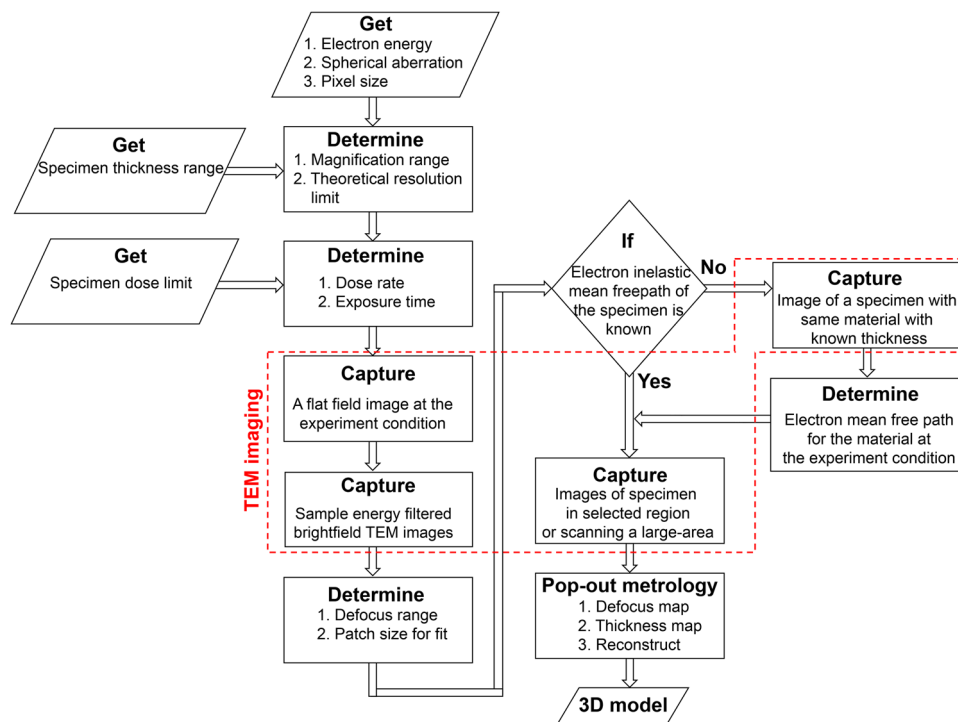 Get
1. Electron energy
2. Spherical aberration
3. Pixel size
Get
Specimen thickness range
Determine
1. Magnification range
2. Theoretical resolution
limit
Get
Specimen dose limit
Determine
1. Dose rate
2. Exposure time
TEM imaging
Capture
A flat field image at the
experiment condition
Capture
Sample energy filtered
brightfield TEM images
Determine
1. Defocus range
2. Patch size for fit
If
Electron inelastic
mean freepath of
the specimen is
known
No
Yes
Capture
Image of a specimen with
same material with
known thickness
Determine
Electron mean free path
for the material at
the experiment condition
Capture
Images of specimen
in selected region
or scanning a large-area
Pop-out metrology
1. Defocus map
2. Thickness map
3. Reconstruct
3D model